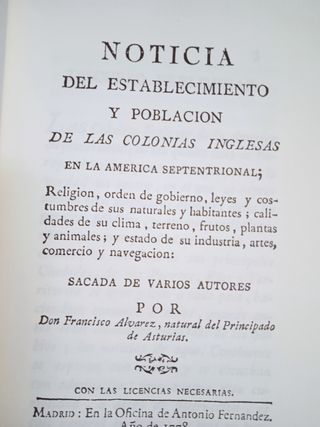 NOTICIA
DEL ESTABLECIMIENTO
Y POBLACION
DE LAS COLONIAS INGLESAS
EN LA AMERICA SEPTENTRIONAL;
Religion, orden de gobierno, leyes y cos-
tumbres de sus naturales y habitantes; cali-
dades de su clima, terreno, frutos, plantas
y animales; y estado de su industria, artes,
comercio y navegacion:
SACADA DE VARIOS AUTORES
POR
Don Francisco Alvarez, natural del Principado
de Asturias.
CON LAS LICENCIAS NECESARIAS.
MADRID: En la Oficina de Antonio Fernandez.
Año de 1778.